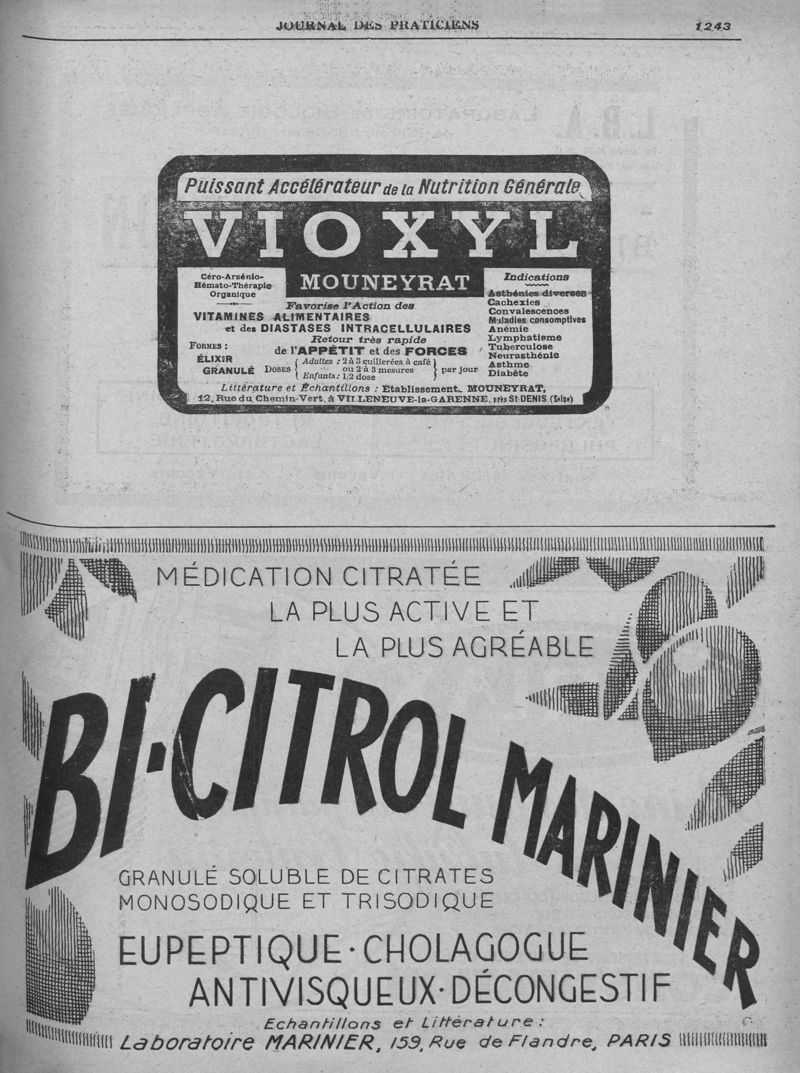 JOURNAL DES PRATICIENS 1243
Puissant Accélérateur de la Nutrition Générale
VIOXYL
MOUNEYRAT
Céro-Arsénio-
Hémato-Thérapie
Organique
Favorise l'Action des
VITAMINES ALIMENTAIRES
et des DIASTASES INTRACELLULAIRES
Retour très rapide
de l'APPÉTIT et des FORCES
FORMES :
ÉLIXIR
GRANULÉ
DOSES
Adultes : 2 à 3 cuillerées à café
ou 2 à 3 mesures
Enfants : 1/2 dose
par jour
Indications
Asthénies diverses
Cachexies
Convalescences
Maladies consomptives
Anémie
Lymphatisme
Tuberculose
Neurasthénie
Asthme
Diabète
Littérature et Échantillons : Etablissement. MOUNEYRAT,
12, Rue du Chemin-Vert, à VILLENEUVE-la-GARENNE, près St-DENIS (Seine)
MÉDICATION CITRATÉE
LA PLUS ACTIVE ET
LA PLUS AGRÉABLE
BI-CITROL MARINIER
GRANULÉ SOLUBLE DE CITRATES
MONOSODIQUE ET TRISODIQUE
EUPEPTIQUE · CHOLAGOGUE
ANTIVISQUEUX · DÉCONGESTIF
Echantillons et Littérature :
Laboratoire MARINIER, 159, Rue de Flandre, PARIS